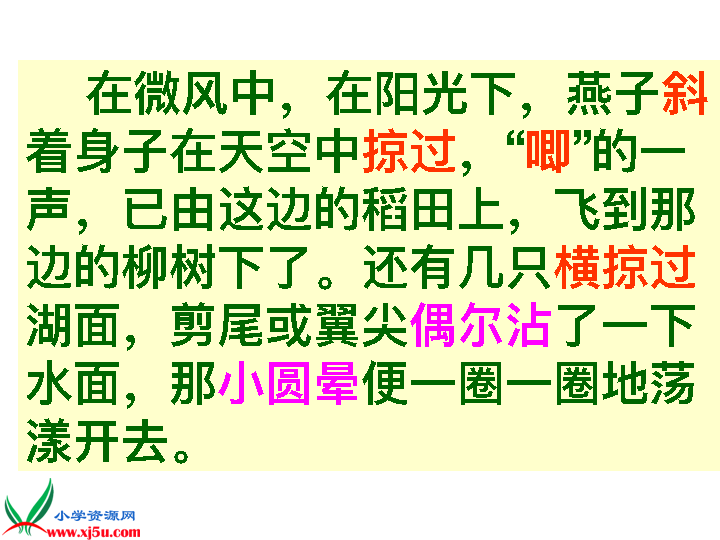 在微风中，在阳光下，燕子斜
着身子在天空中掠过，“唧”的一
声，已由这边的稻田上，飞到那
边的柳树下了。还有几只横掠过
湖面，剪尾或翼尖偶尔沾了一下
水面，那小圆晕便一圈一圈地荡
漾开去。
小学资源网
www.xj5u.com